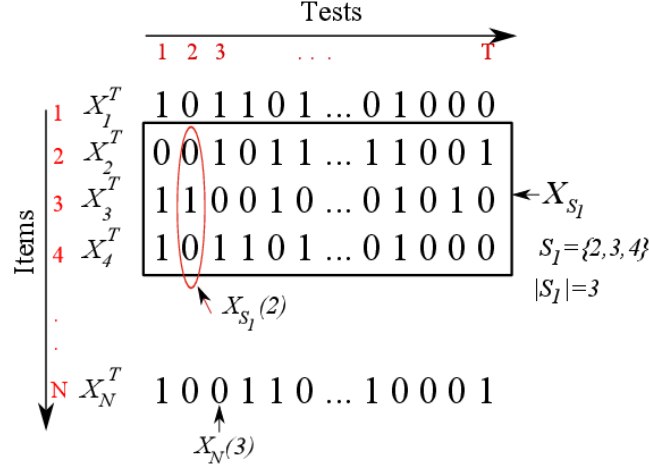 Tests
1 2 3 . . . T
1 X_1^T 1 0 1 1 0 1 ... 0 1 0 0 0
2 X_2^T 0 0 1 0 1 1 ... 1 1 0 0 1
3 X_3^T 1 1 0 0 1 0 ... 0 1 0 1 0
4 X_4^T 1 0 1 1 0 1 ... 0 1 0 0 0
Items
X_{S_1}
S_1={2,3,4}
|S_1|=3
X_{S_1}(2)
.
.
N X_N^T 1 0 0 1 1 0 ... 1 0 0 0 1
X_N(3)